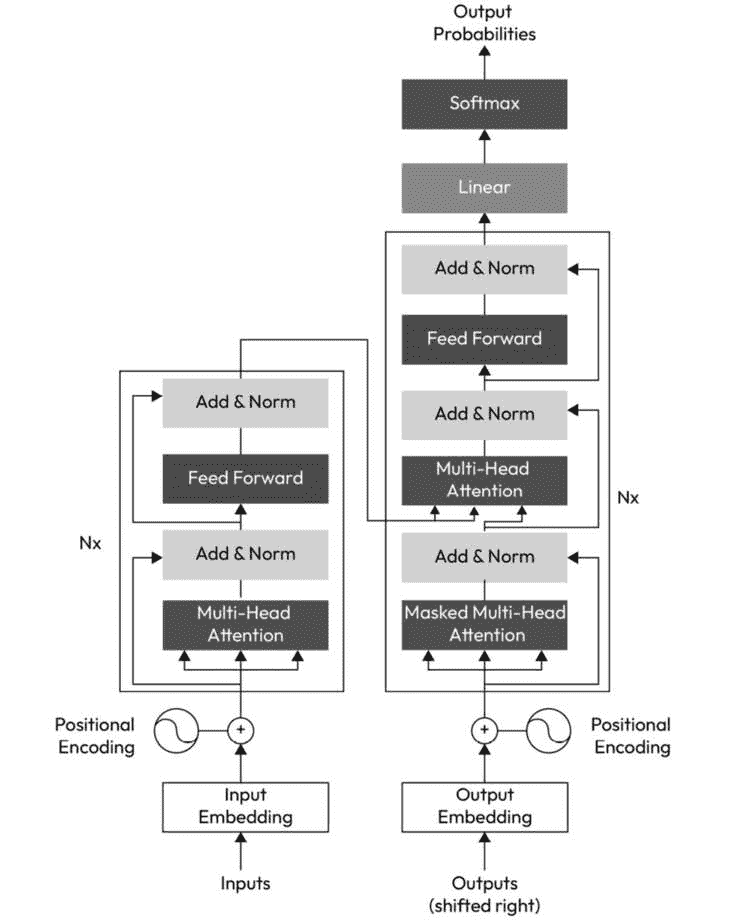 Output
Probabilities
Softmax
Linear
Add & Norm
Feed Forward
Add & Norm
Multi-Head
Attention
Add & Norm
Masked Multi-Head
Attention
Nx
Add & Norm
Feed Forward
Add & Norm
Multi-Head
Attention
Nx
Positional
Encoding
+
+
Positional
Encoding
Input
Embedding
Output
Embedding
Inputs
Outputs
(shifted right)